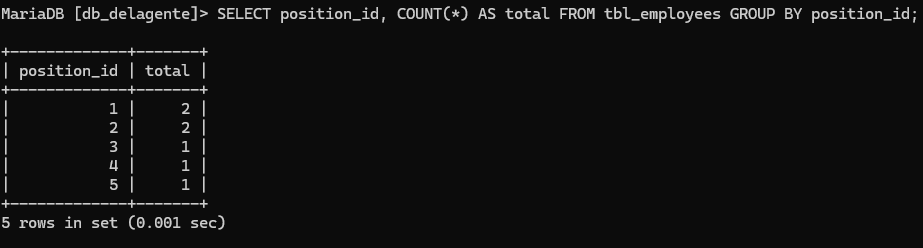 MariaDB [db_delagente]> SELECT position_id, COUNT(*) AS total FROM tbl_employees GROUP BY position_id;
+-------------+-------+
| position_id | total |
+-------------+-------+
|           1 |     2 |
|           2 |     2 |
|           3 |     1 |
|           4 |     1 |
|           5 |     1 |
+-------------+-------+
5 rows in set (0.001 sec)